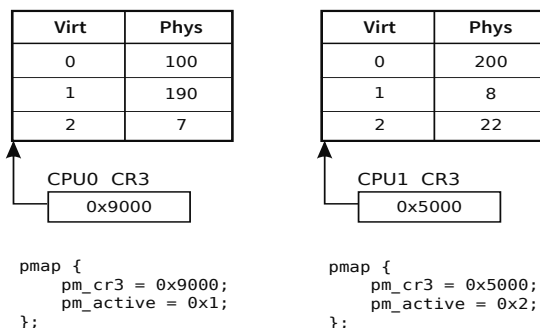 Virt Phys
0 100
1 190
2 7
CPU0 CR3
0x9000
pmap {
pm_cr3 = 0x9000;
pm_active = 0x1;
};
Virt Phys
0 200
1 8
2 22
CPU1 CR3
0x5000
pmap {
pm_cr3 = 0x5000;
pm_active = 0x2;
};